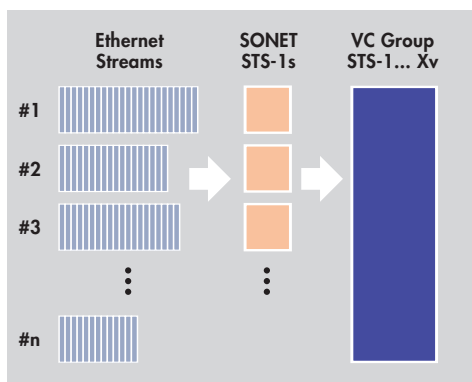 Ethernet
Streams
SONET
STS-1s
VC Group
STS-1... Xv
#1
#2
#3
#n